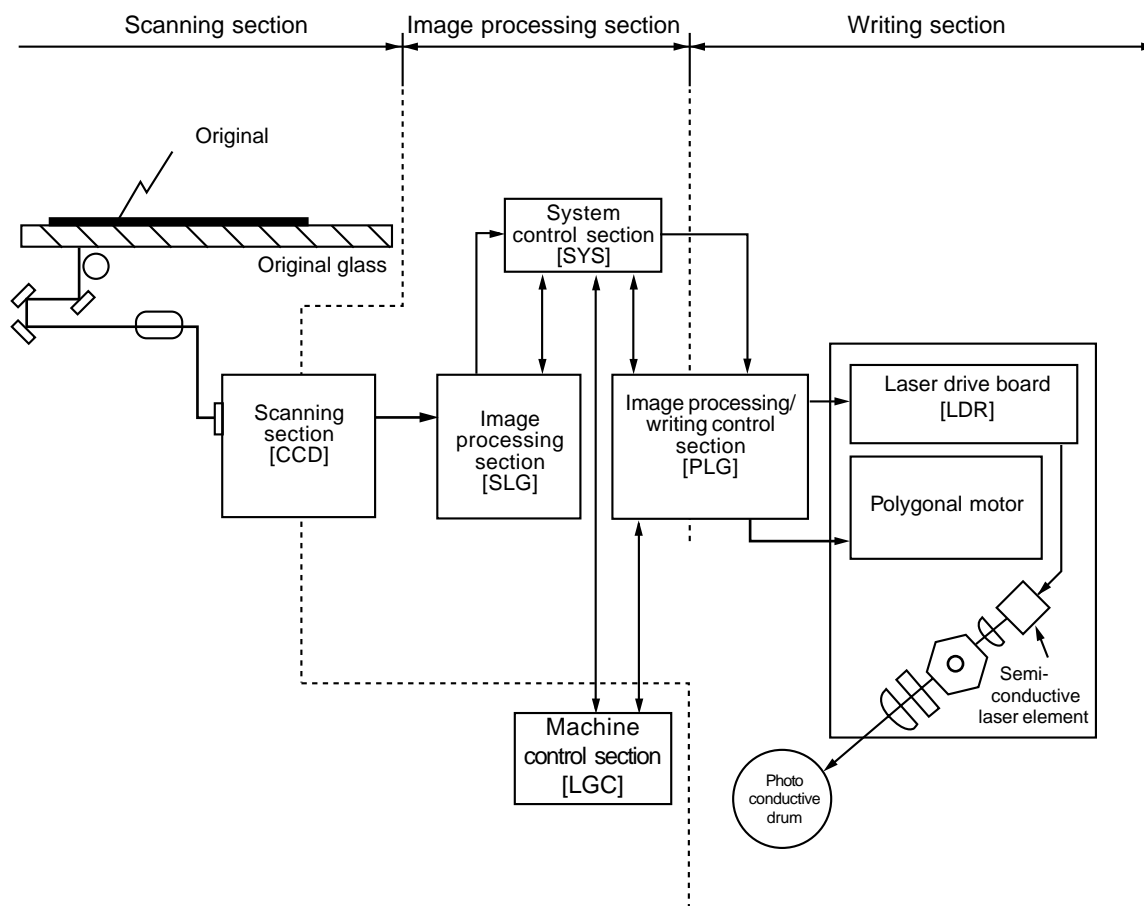 Scanning section
Image processing section
Writing section
Original
Original glass
System
control section
[SYS]
Scanning
section
[CCD]
Image
processing
section
[SLG]
Image processing/
writing control
section
[PLG]
Laser drive board
[LDR]
Polygonal motor
Semi-
conductive
laser element
Machine
control section
[LGC]
Photo
conductive
drum